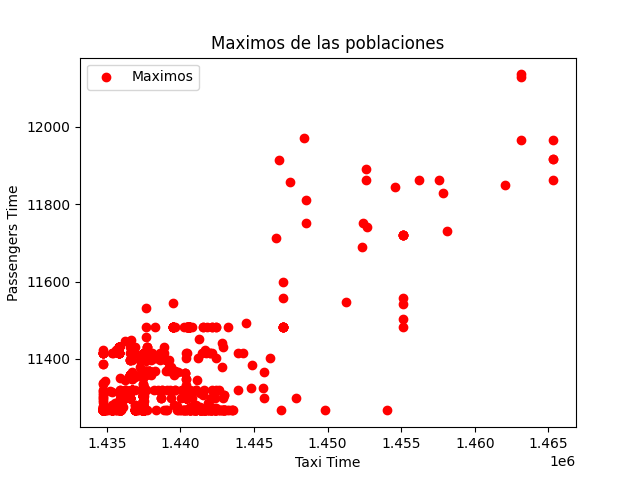 Maximos de las poblaciones
Maximos
Passengers Time
12000
11800
11600
11400
1.435 1.440 1.445 1.450 1.455 1.460 1.465
Taxi Time
1e6